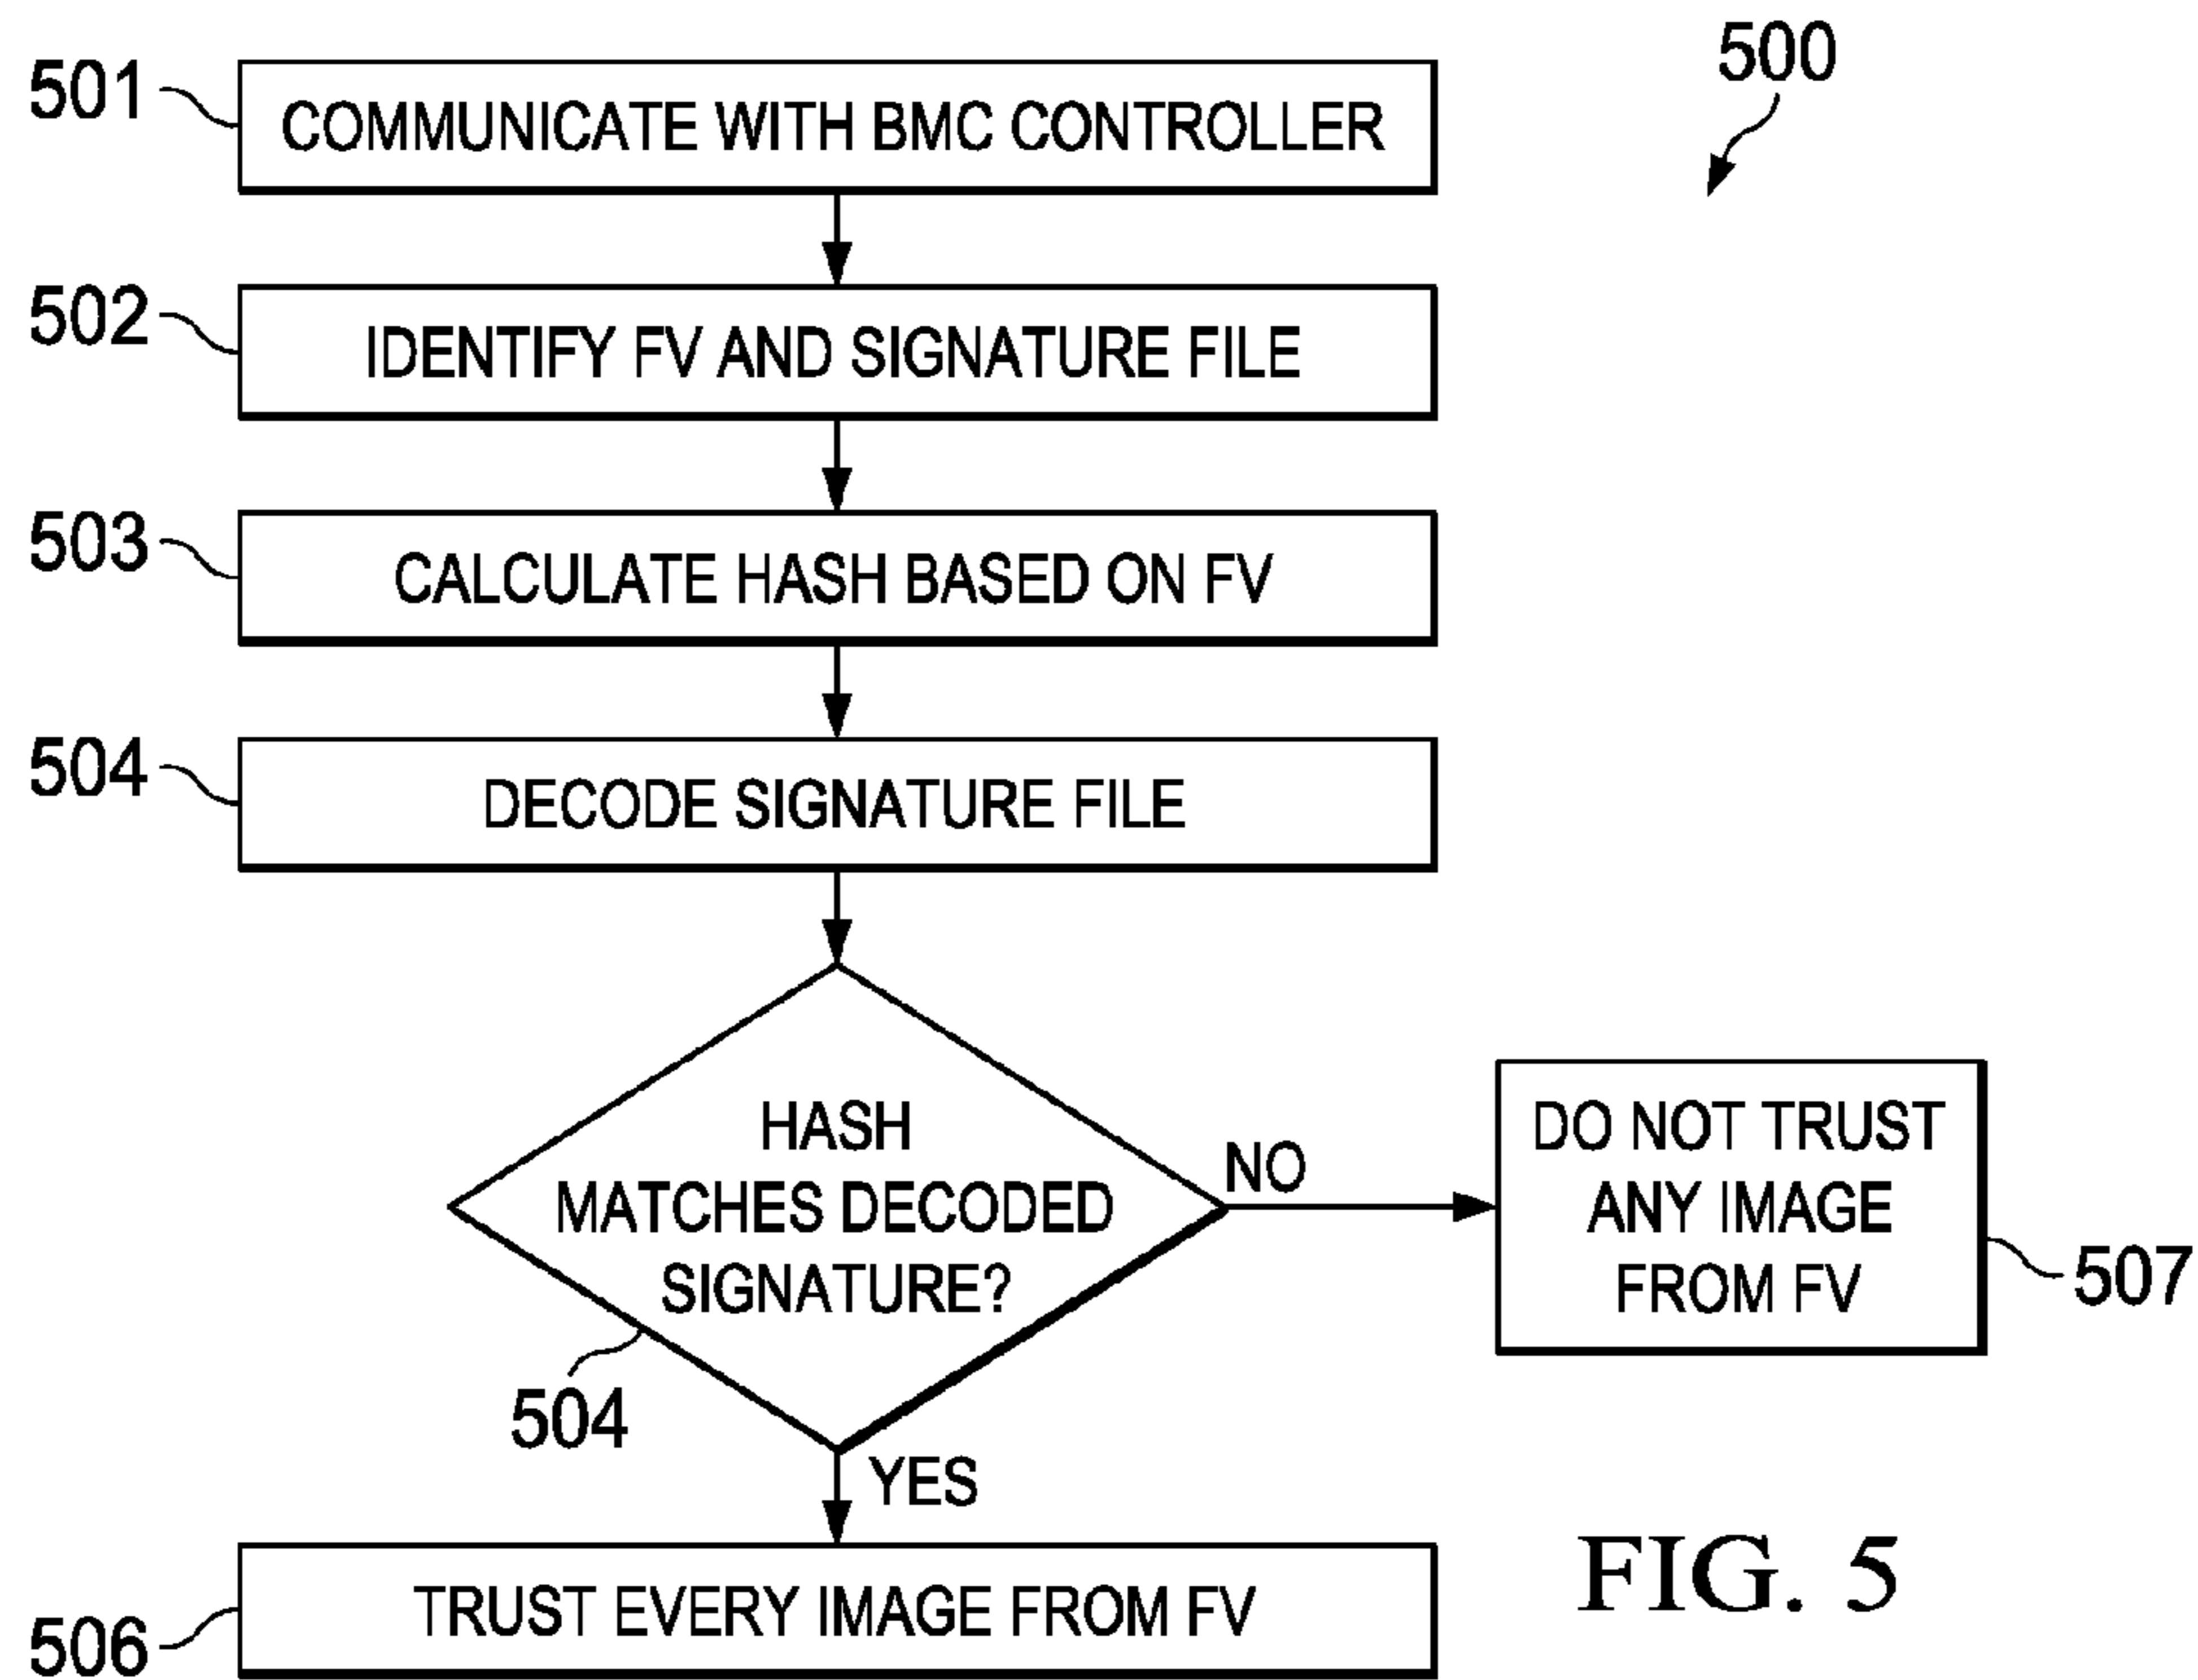 500
501
COMMUNICATE WITH BMC CONTROLLER
502
IDENTIFY FV AND SIGNATURE FILE
503
CALCULATE HASH BASED ON FV
504
DECODE SIGNATURE FILE
HASH
MATCHES DECODED
SIGNATURE?
504
NO
DO NOT TRUST
ANY IMAGE
FROM FV
507
YES
506
TRUST EVERY IMAGE FROM FV
FIG. 5